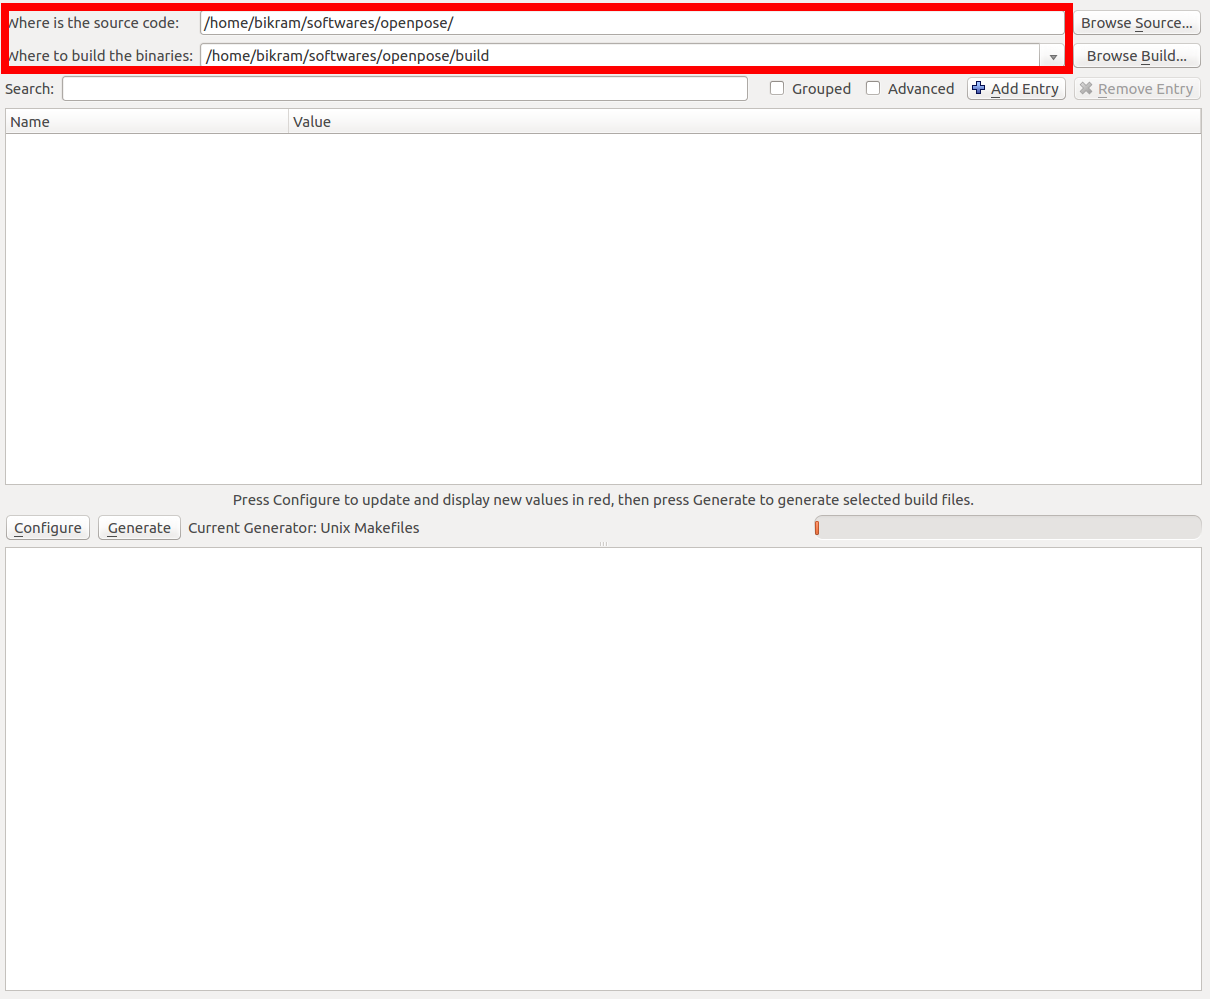 Where is the source code: /home/bikram/softwares/openpose/ Browse Source...
Where to build the binaries: /home/bikram/softwares/openpose/build Browse Build...
Search: Grouped Advanced Add Entry Remove Entry
Name Value
Press Configure to update and display new values in red, then press Generate to generate selected build files.
Configure Generate Current Generator: Unix Makefiles